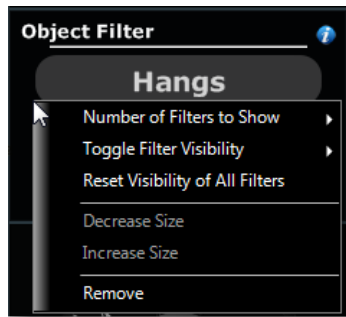 Object Filter
Hangs
Number of Filters to Show
Toggle Filter Visibility
Reset Visibility of All Filters
Decrease Size
Increase Size
Remove